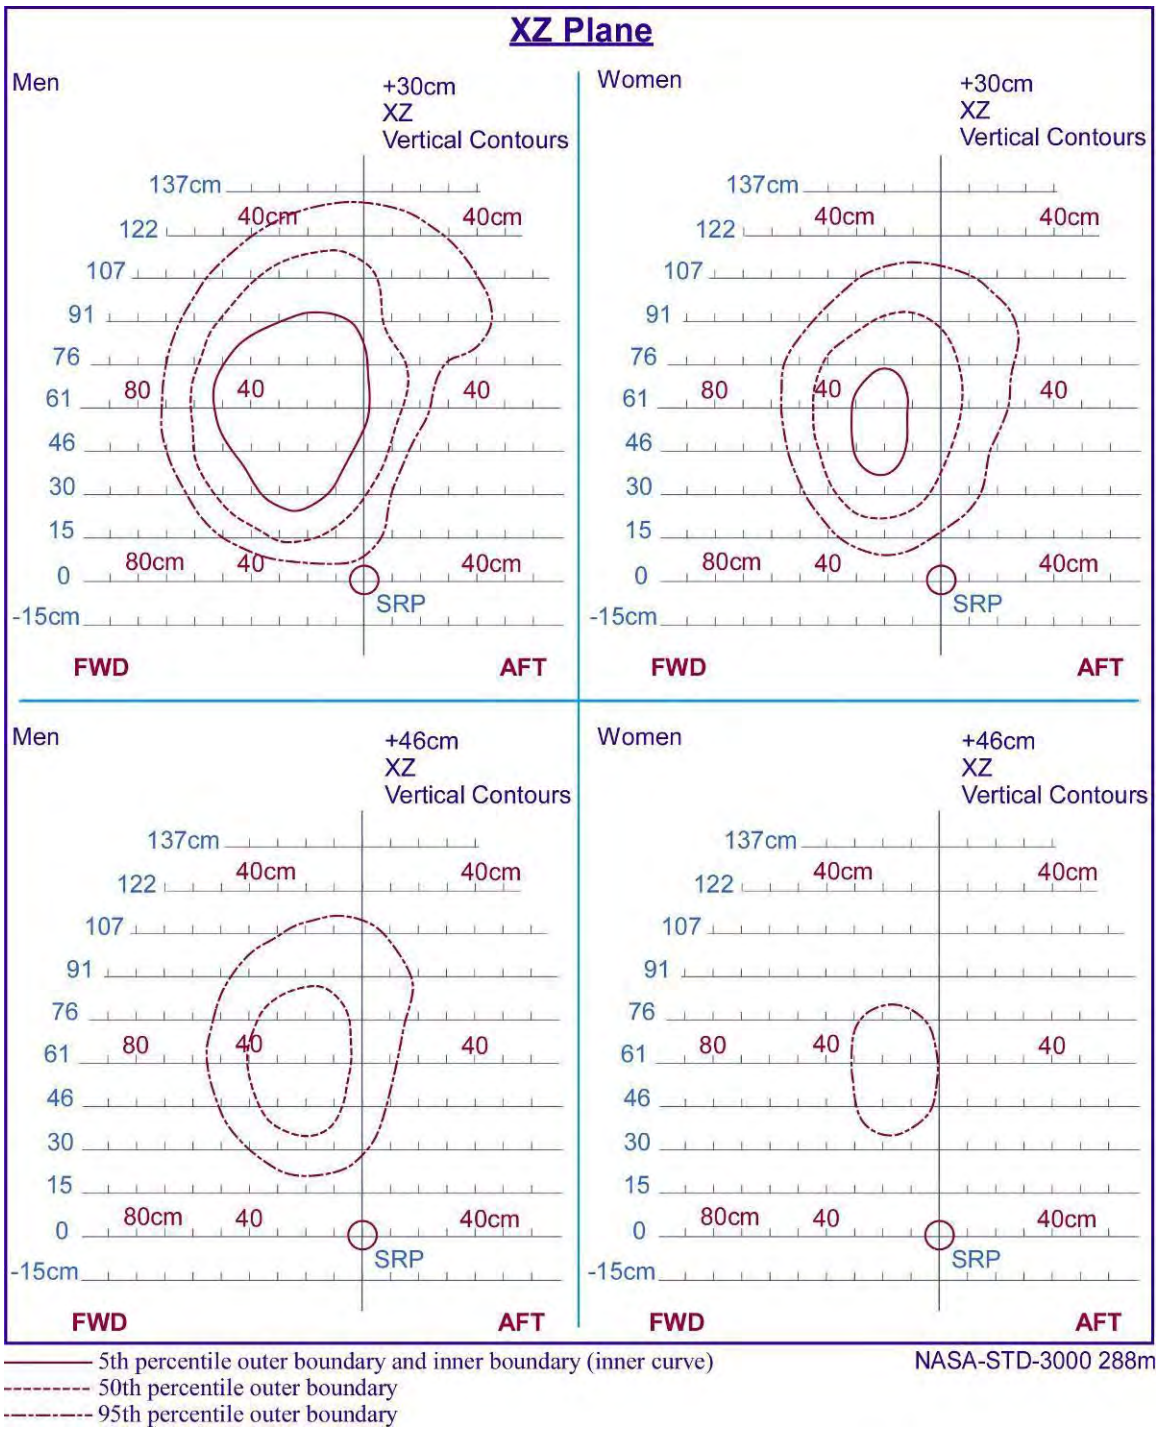 XZ Plane
Men
+30cm
XZ
Vertical Contours
137cm
40cm
40cm
122
107
91
76
80
40
40
61
46
30
15
80cm
40
40cm
0
SRP
-15cm
FWD
AFT
Women
+30cm
XZ
Vertical Contours
137cm
40cm
40cm
122
107
91
76
80
40
40
61
46
30
15
80cm
40
40cm
0
SRP
-15cm
FWD
AFT
Men
+46cm
XZ
Vertical Contours
137cm
40cm
40cm
122
107
91
76
80
40
40
61
46
30
15
80cm
40
40cm
0
SRP
-15cm
FWD
AFT
Women
+46cm
XZ
Vertical Contours
137cm
40cm
40cm
122
107
91
76
80
40
40
61
46
30
15
80cm
40
40cm
0
SRP
-15cm
FWD
AFT
5th percentile outer boundary and inner boundary (inner curve)
NASA-STD-3000 288m
50th percentile outer boundary
95th percentile outer boundary